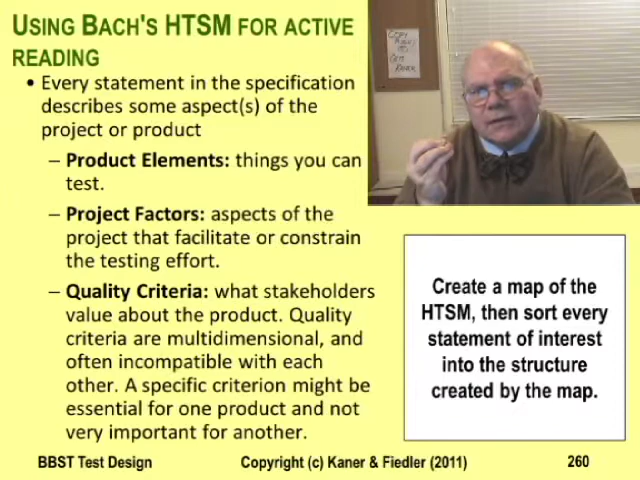 USING BACH'S HTSM FOR ACTIVE
READING
• Every statement in the specification
describes some aspect(s) of the
project or product
– Product Elements: things you can
test.
– Project Factors: aspects of the
project that facilitate or constrain
the testing effort.
– Quality Criteria: what stakeholders
value about the product. Quality
criteria are multidimensional, and
often incompatible with each
other. A specific criterion might be
essential for one product and not
very important for another.
Create a map of the
HTSM, then sort every
statement of interest
into the structure
created by the map.
BBST Test Design
Copyright (c) Kaner & Fiedler (2011)
260